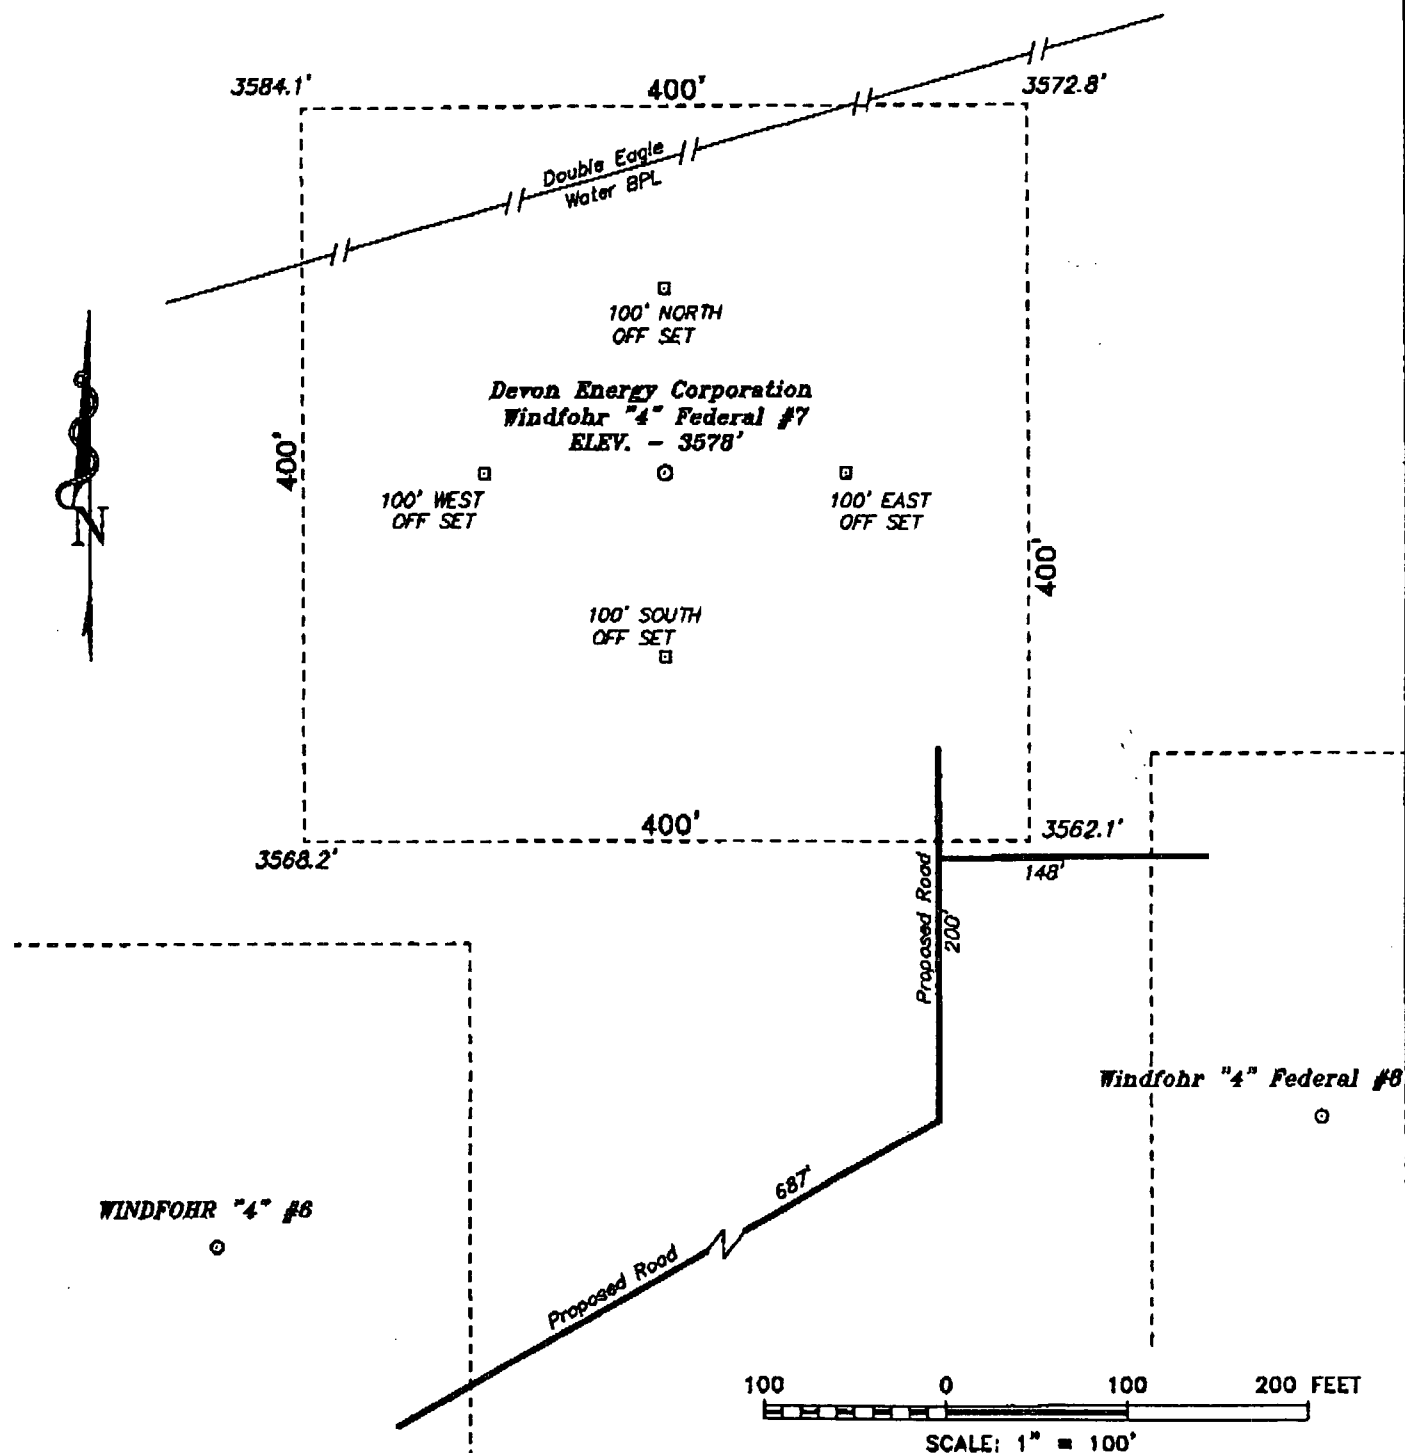 3584.1'
400'
3572.8'
Double Eagle
Water BPL
100' NORTH
OFF SET
Devon Energy Corporation
Windfohr "4" Federal #7
ELEV. - 3578'
400'
100' WEST
OFF SET
100' EAST
OFF SET
N
400'
100' SOUTH
OFF SET
400'
3562.1'
3568.2'
148'
Proposed Road
200'
Windfohr "4" Federal #8
687'
WINDFOHR "4" #6
Proposed Road
100 0 100 200 FEET
SCALE: 1" = 100'